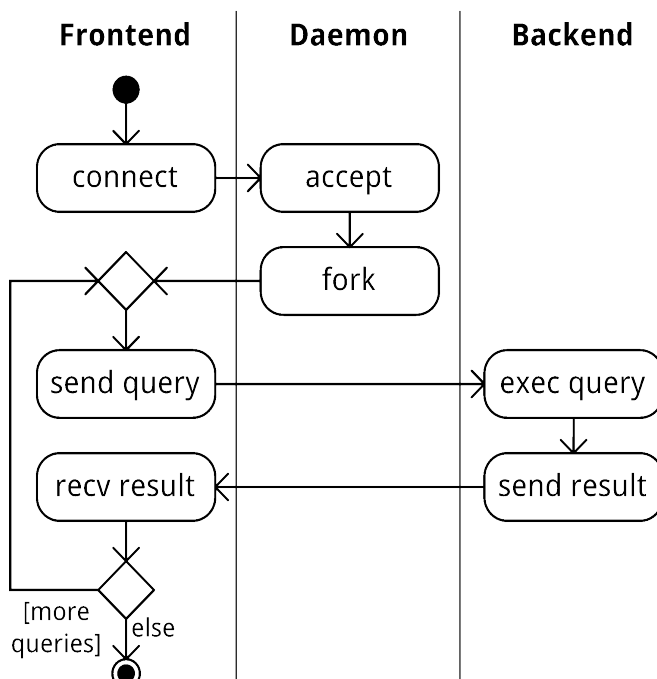 Frontend Daemon Backend
connect accept
fork
send query exec query
recv result send result
[more
queries] else